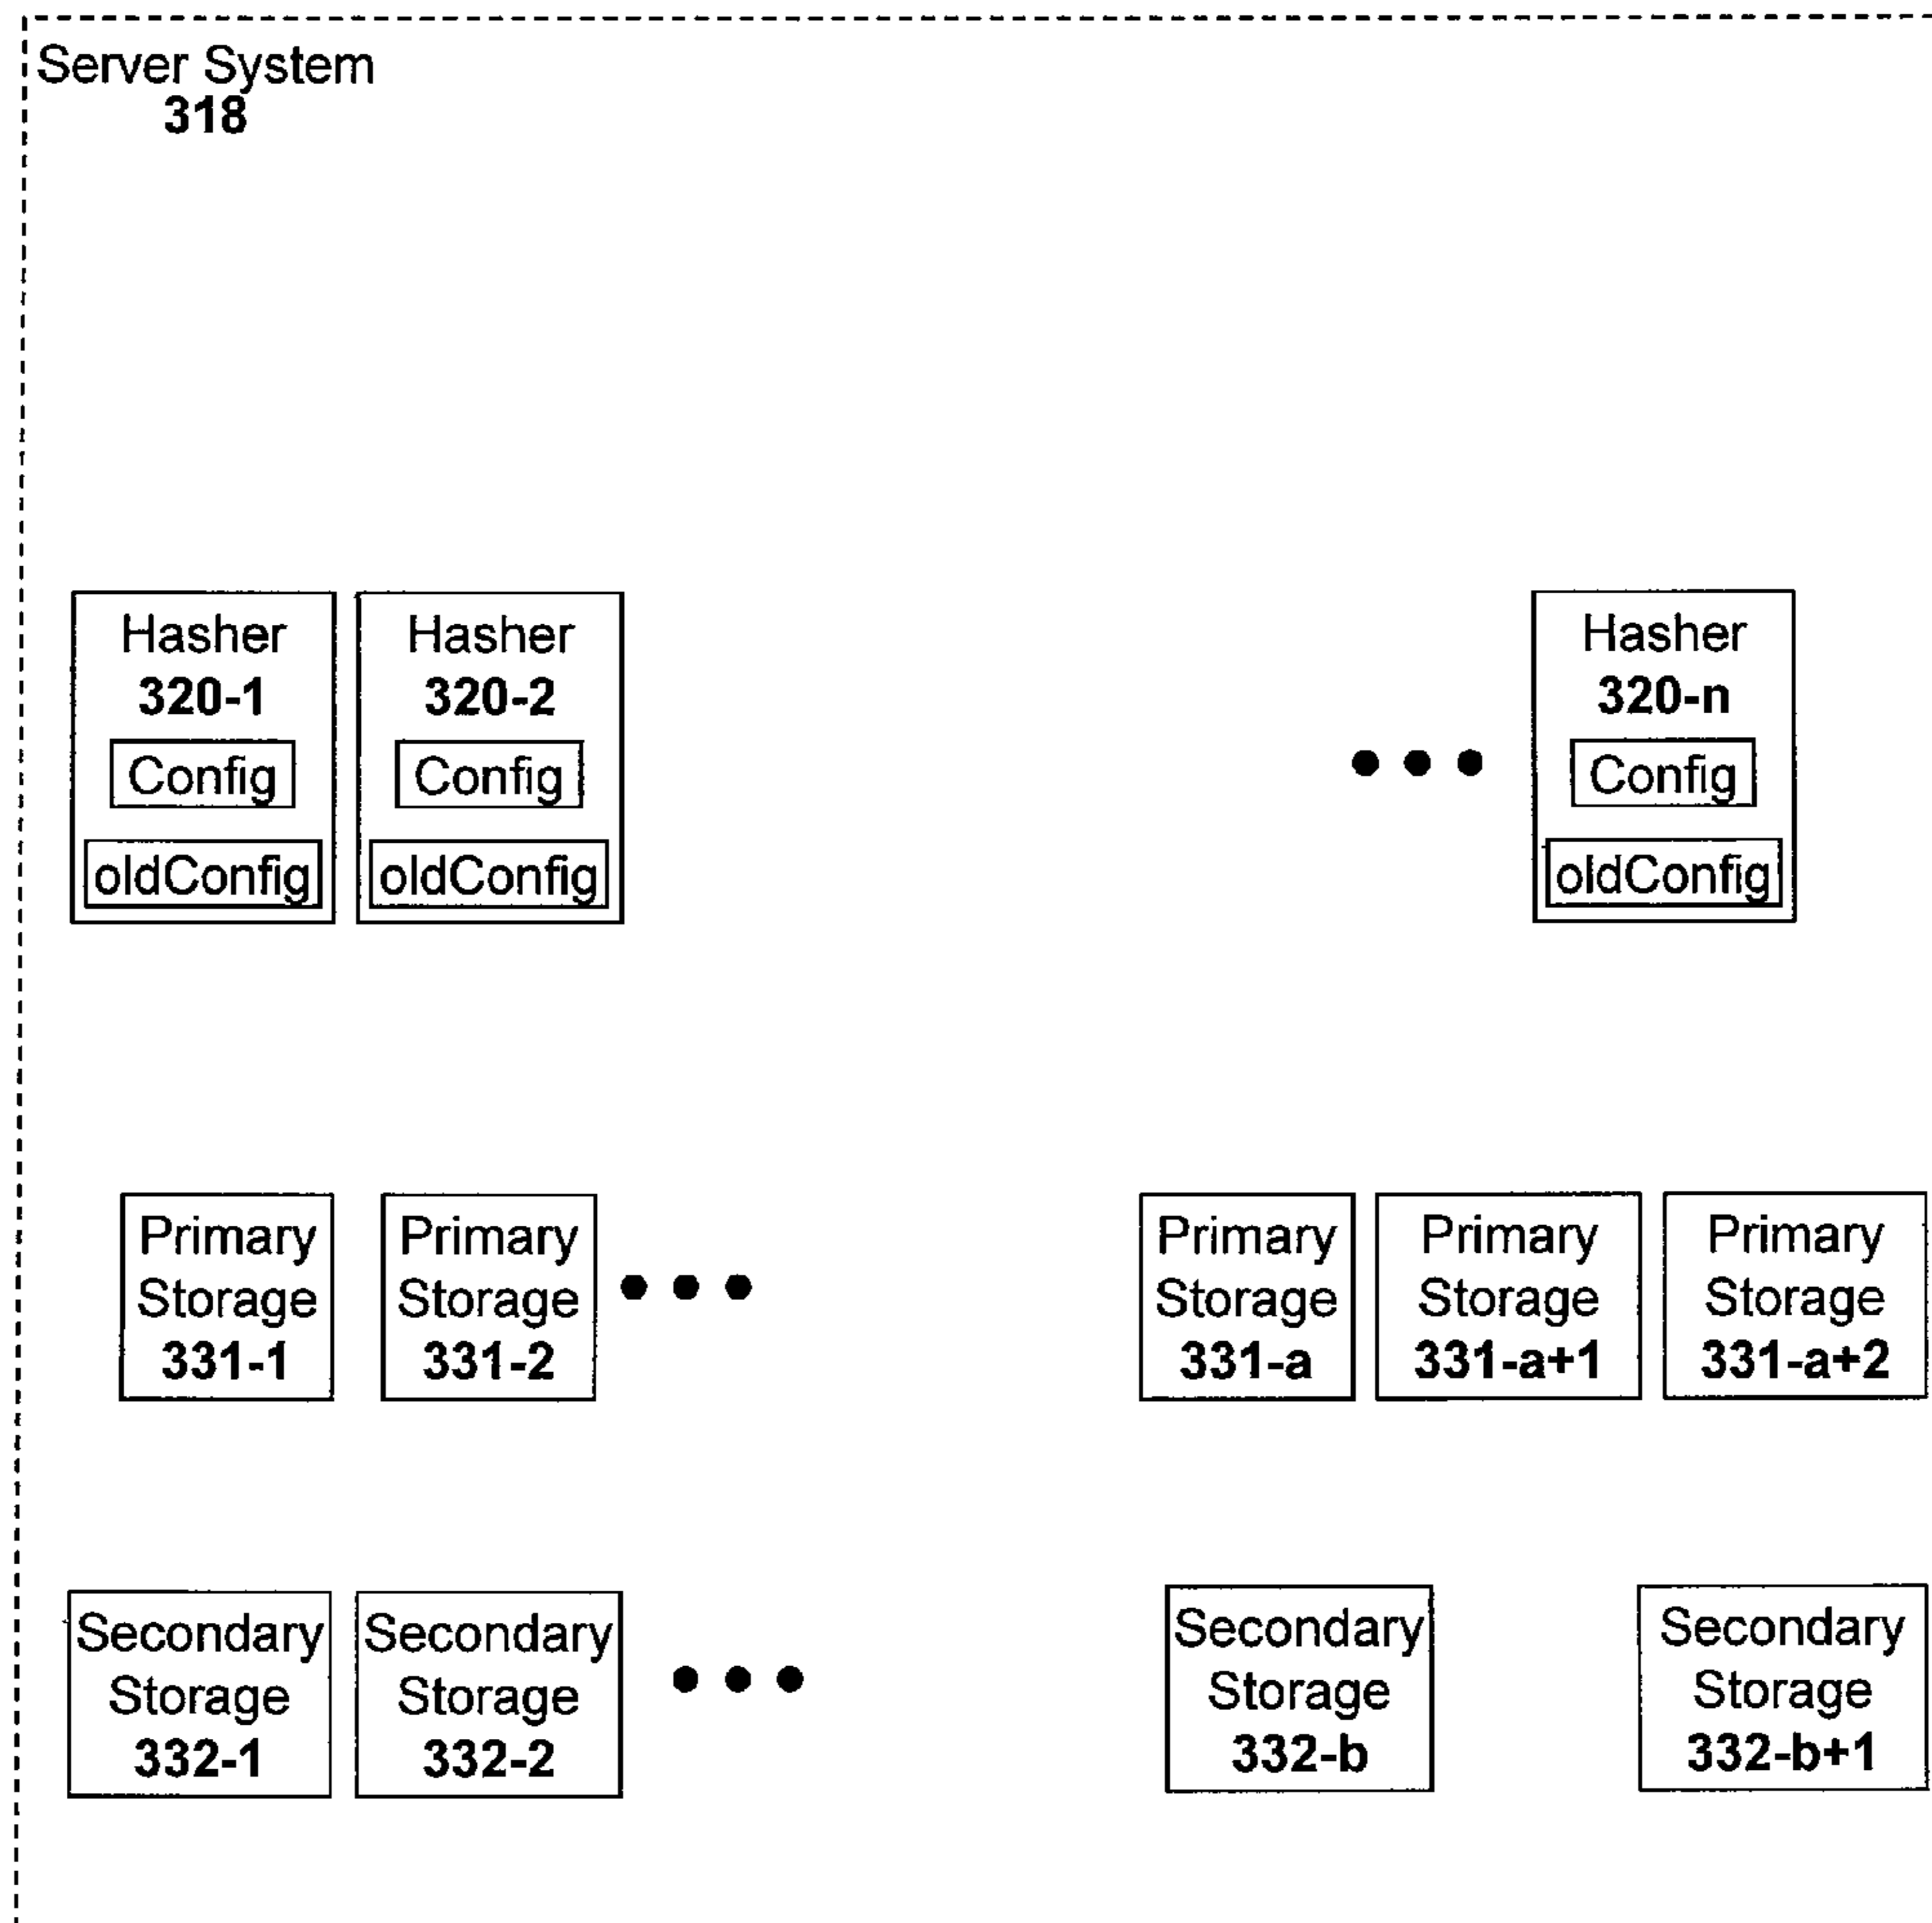 Server System
318
Hasher
320-1
Config
oldConfig
Hasher
320-2
Config
oldConfig
Hasher
320-n
Config
oldConfig
Primary
Storage
331-1
Primary
Storage
331-2
Primary
Storage
331-a
Primary
Storage
331-a+1
Primary
Storage
331-a+2
Secondary
Storage
332-1
Secondary
Storage
332-2
Secondary
Storage
332-b
Secondary
Storage
332-b+1